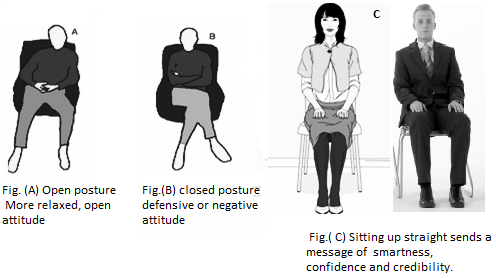 A
B
C
Fig. (A) Open posture
More relaxed, open
attitude
Fig.(B) closed posture
defensive or negative
attitude
Fig.( C) Sitting up straight sends a
message of smartness,
confidence and credibility.